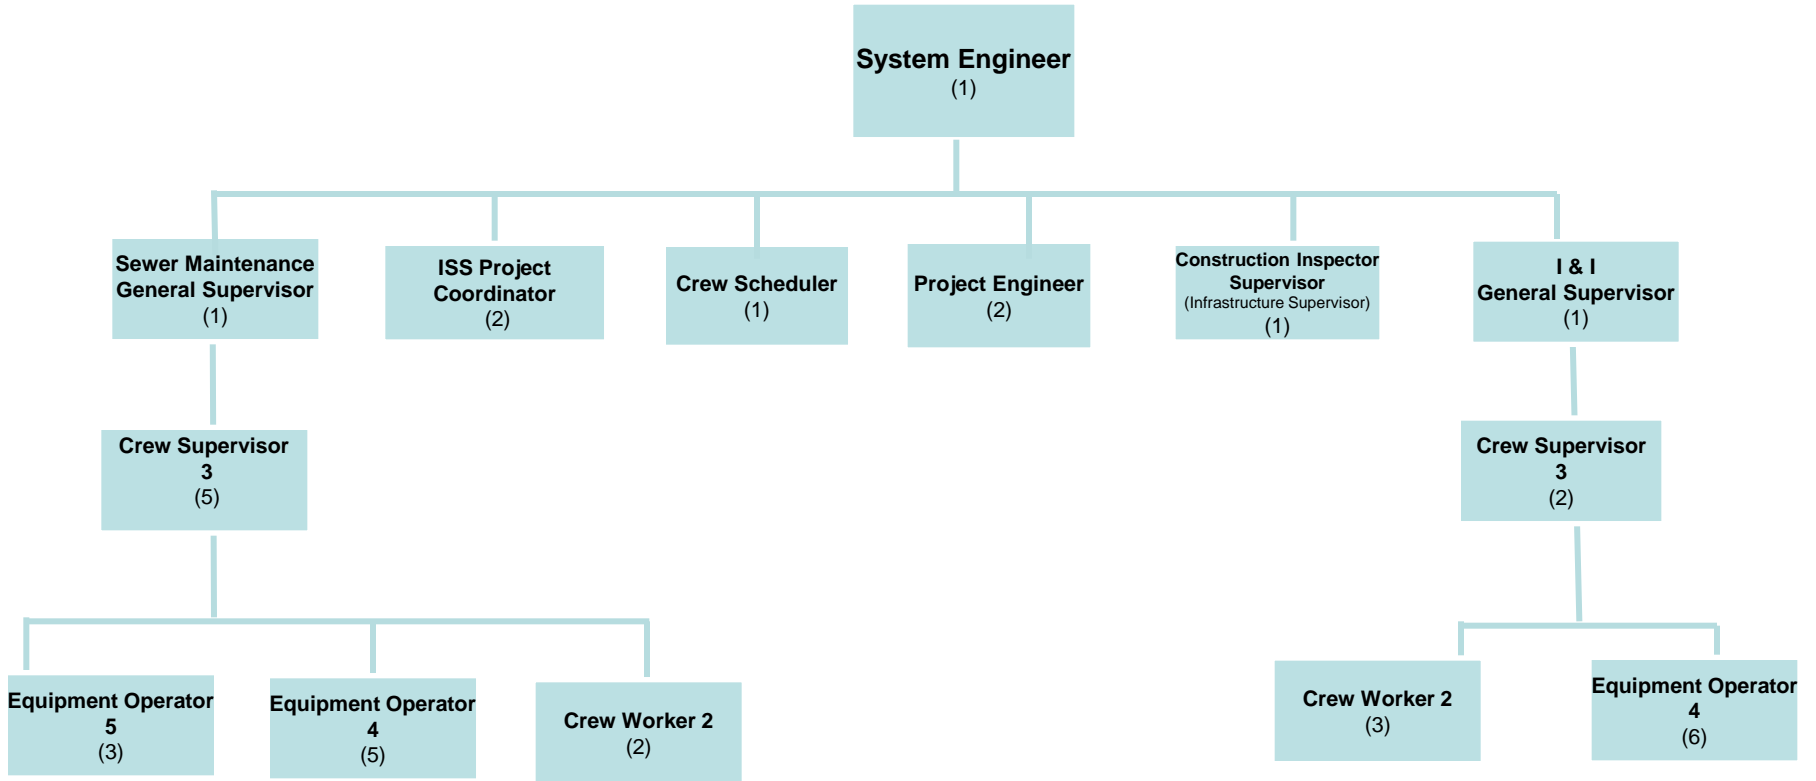 System Engineer
(1)
Sewer Maintenance
General Supervisor
(1)
ISS Project
Coordinator
(2)
Crew Scheduler
(1)
Project Engineer
(2)
Construction Inspector
Supervisor
(Infrastructure Supervisor)
(1)
I & I
General Supervisor
(1)
Crew Supervisor
3
(5)
Crew Supervisor
3
(2)
Equipment Operator
5
(3)
Equipment Operator
4
(5)
Crew Worker 2
(2)
Crew Worker 2
(3)
Equipment Operator
4
(6)